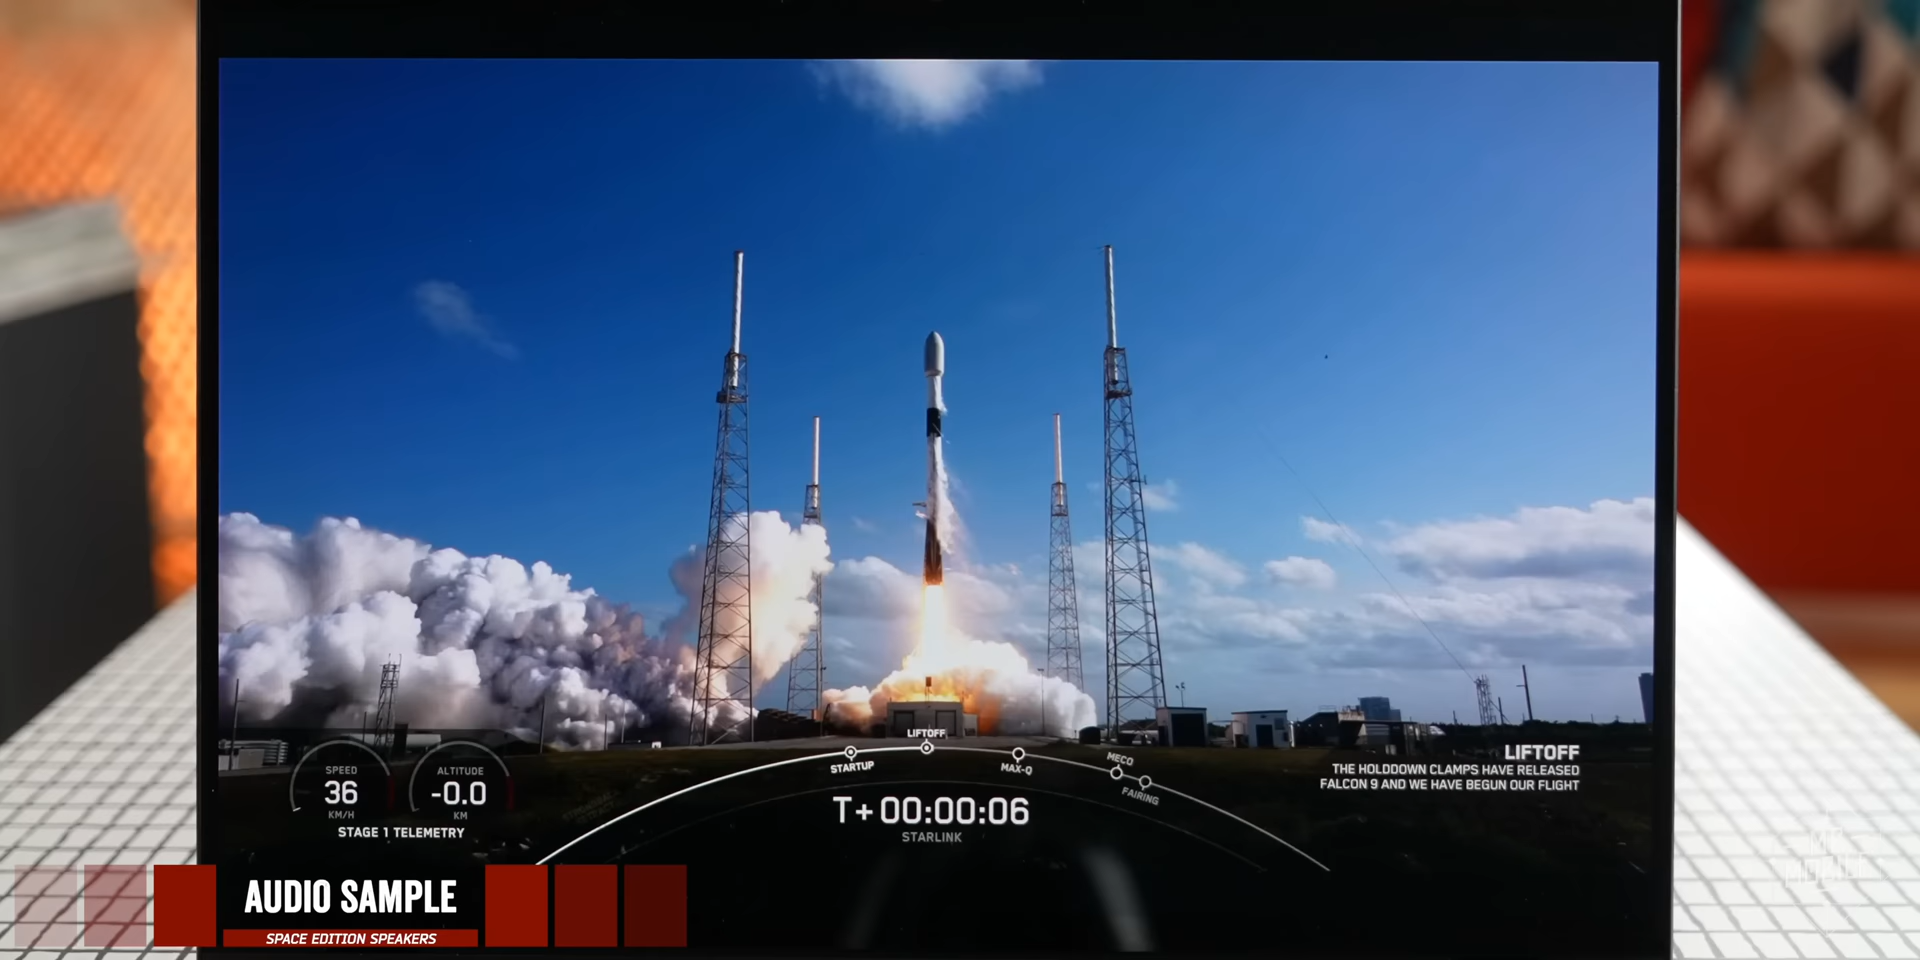 SPEED
36
KM/H
ALTITUDE
-0.0
KM
STAGE 1 TELEMETRY
STARTUP
LIFTOFF
MAX-Q
MECO
FAIRING
T+00:00:06
STARLINK
LIFTOFF
THE HOLDDOWN CLAMPS HAVE RELEASED
FALCON 9 AND WE HAVE BEGUN OUR FLIGHT
AUDIO SAMPLE
SPACE EDITION SPEAKERS
MR
MOBILE